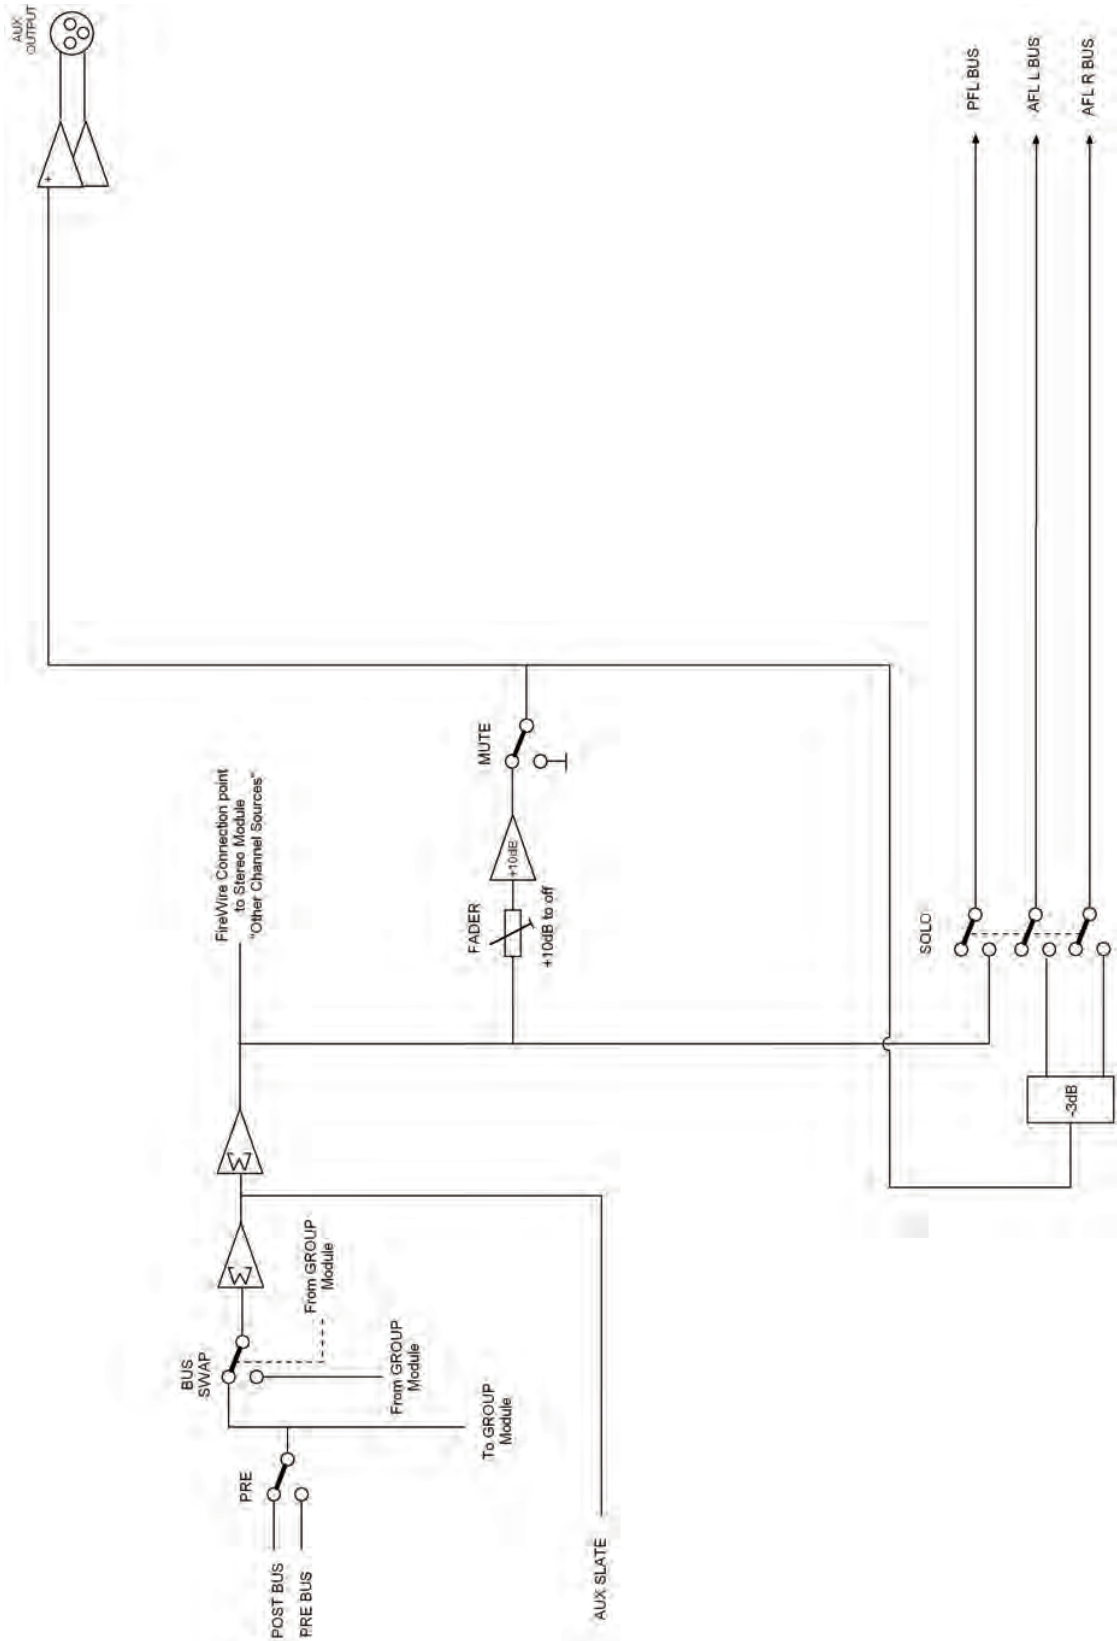 AUX
OUTPUT
+
PFL BUS
AFL L BUS
AFL R BUS
FireWire Connection point
to Stereo Module
"Other Channel Sources"
MUTE
+10dB
FADER
+10dB to off
SOLO
-3dB
Σ
Σ
From GROUP
Module
BUS
SWAP
From GROUP
Module
To GROUP
Module
PRE
POST BUS
PRE BUS
AUX SLATE